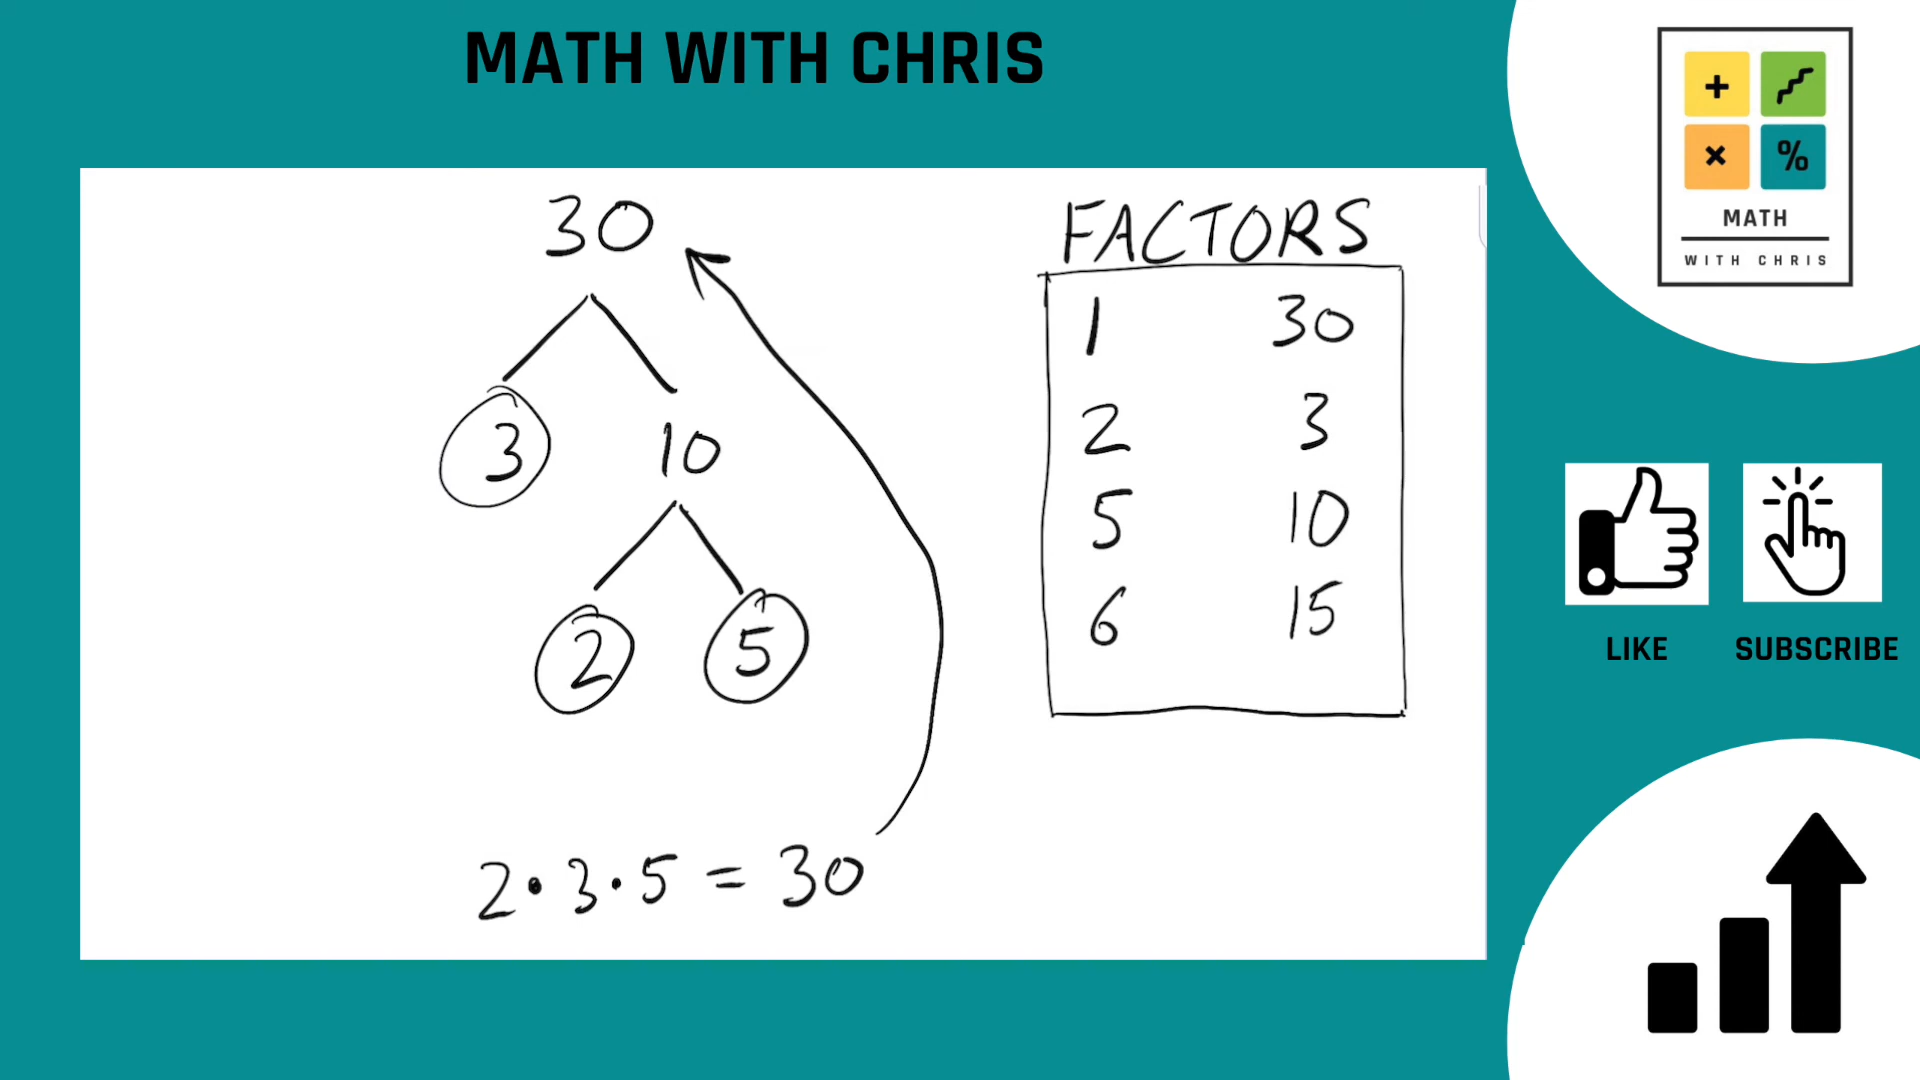 MATH WITH CHRIS
30
3 10
2 5
2 • 3 • 5 = 30
FACTORS
1 30
2 3
5 10
6 15
+
× %
MATH
WITH CHRIS
LIKE SUBSCRIBE